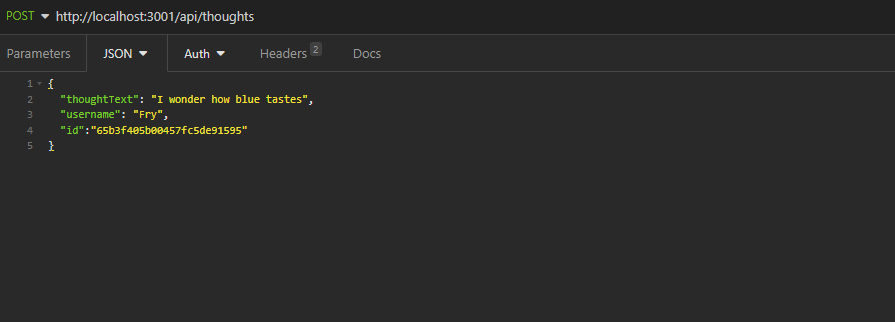 POST http://localhost:3001/api/thoughts
Parameters JSON Auth Headers 2 Docs
1 {
2 "thoughtText": "I wonder how blue tastes",
3 "username": "Fry",
4 "id":"65b3f405b00457fc5de91595"
5 }